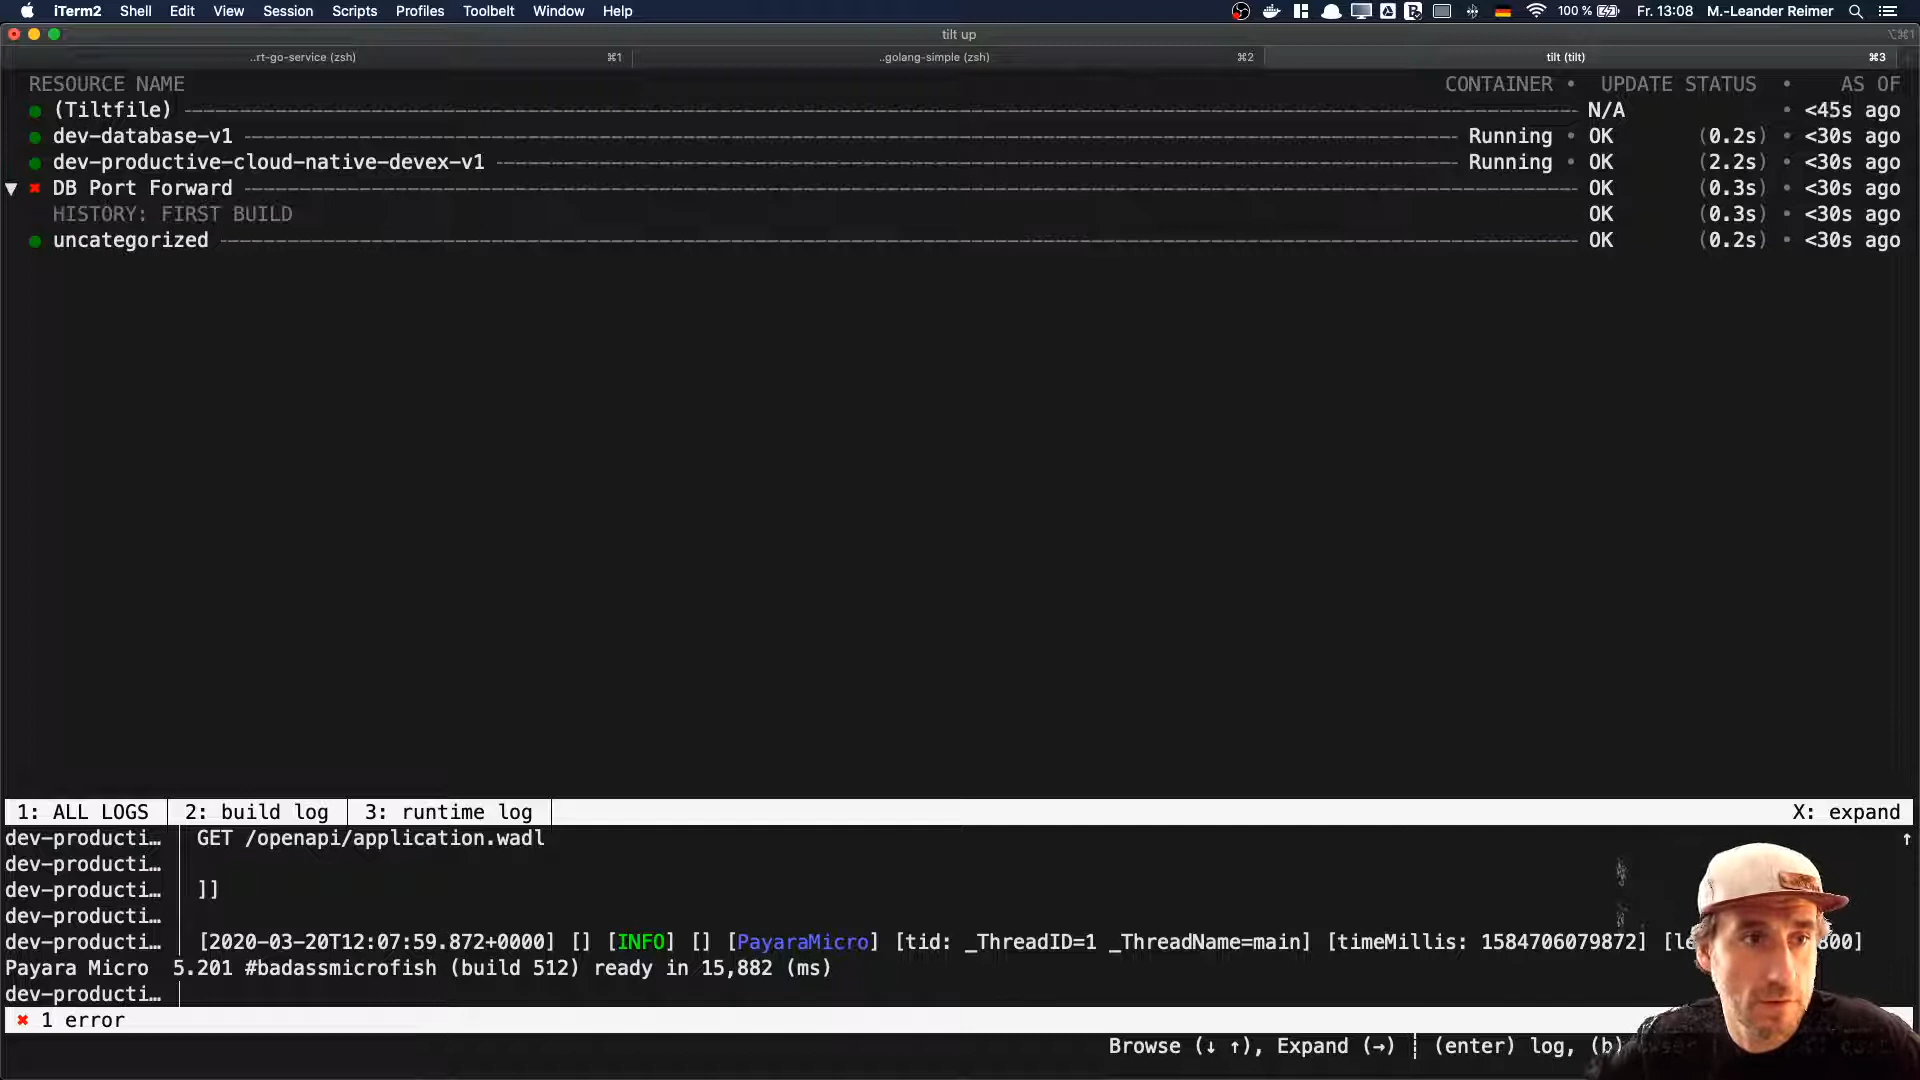 iTerm2 Shell Edit View Session Scripts Profiles Toolbelt Window Help 100 % Fr. 13:08 M.-Leander Reimer
tilt up ⌥⌘1
..rt-go-service (zsh) ⌘1 ..golang-simple (zsh) ⌘2 tilt (tilt) ⌘3
RESOURCE NAME CONTAINER • UPDATE STATUS • AS OF
(Tiltfile) N/A • <45s ago
dev-database-v1 Running • OK (0.2s) • <30s ago
dev-productive-cloud-native-devex-v1 Running • OK (2.2s) • <30s ago
▼ ✖ DB Port Forward OK (0.3s) • <30s ago
HISTORY: FIRST BUILD OK (0.3s) • <30s ago
uncategorized OK (0.2s) • <30s ago
1: ALL LOGS 2: build log 3: runtime log X: expand
dev-producti… GET /openapi/application.wadl ↑
dev-producti…
dev-producti… ]]
dev-producti…
dev-producti… [2020-03-20T12:07:59.872+0000] [] [INFO] [] [PayaraMicro] [tid: _ThreadID=1 _ThreadName=main] [timeMillis: 1584706079872] 800]
Payara Micro 5.201 #badassmicrofish (build 512) ready in 15,882 (ms)
dev-producti…
✖ 1 error
Browse (↓ ↑), Expand (→) ┊ (enter) log, (b)